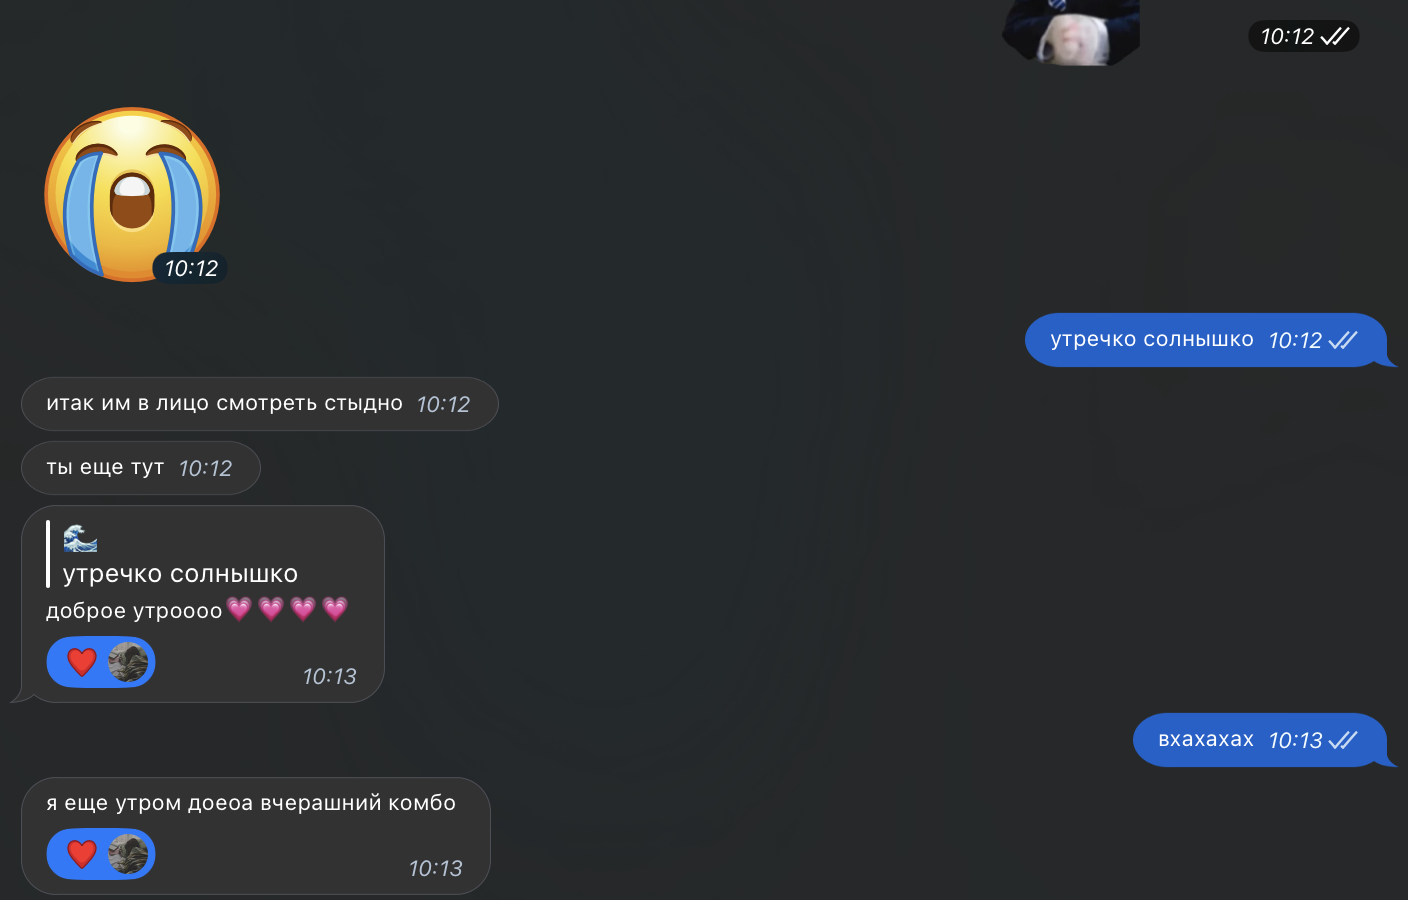 10:12
10:12
утречко солнышко 10:12
итак им в лицо смотреть стыдно 10:12
ты еще тут 10:12
🌊
утречко солнышко
доброе утроооо💗💗💗💗
10:13
вхахахах 10:13
я еще утром доеоа вчерашний комбо
10:13